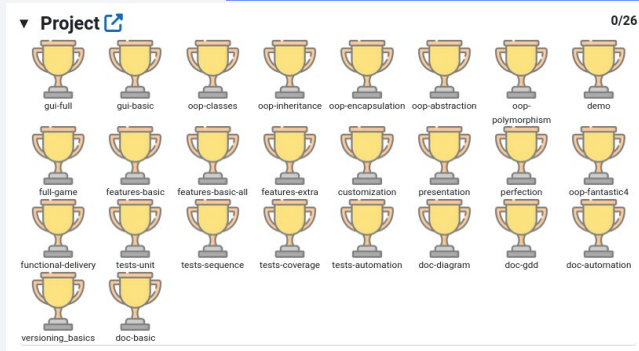 Project 0/26
gui-full gui-basic oop-classes oop-inheritance oop-encapsulation oop-abstraction oop- demo
polymorphism
full-game features-basic features-basic-all features-extra customization presentation perfection oop-fantastic4
functional-delivery tests-unit tests-sequence tests-coverage tests-automation doc-diagram doc-gdd doc-automation
versioning_basics doc-basic